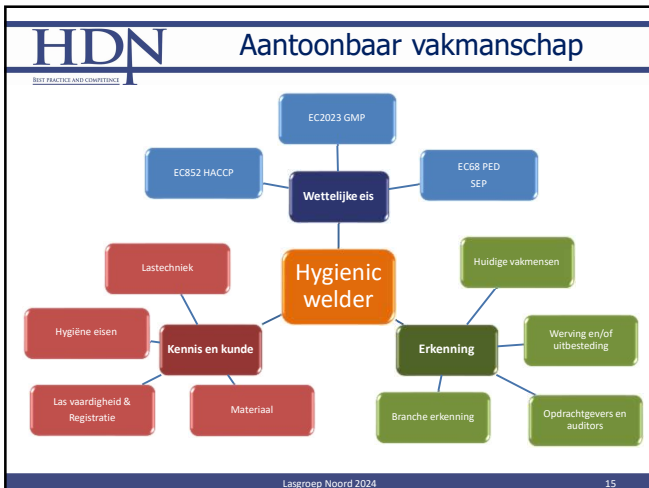 HDN
BEST PRACTICE AND COMPETENCE
Aantoonbaar vakmanschap
EC2023 GMP
EC852 HACCP
EC68 PED
SEP
Wettelijke eis
Hygienic
welder
Lastechniek
Hygiëne eisen
Kennis en kunde
Las vaardigheid &
Registratie
Materiaal
Huidige vakmensen
Werving en/of
uitbesteding
Erkenning
Branche erkenning
Opdrachtgevers en
auditors
Lasgroep Noord 2024
15